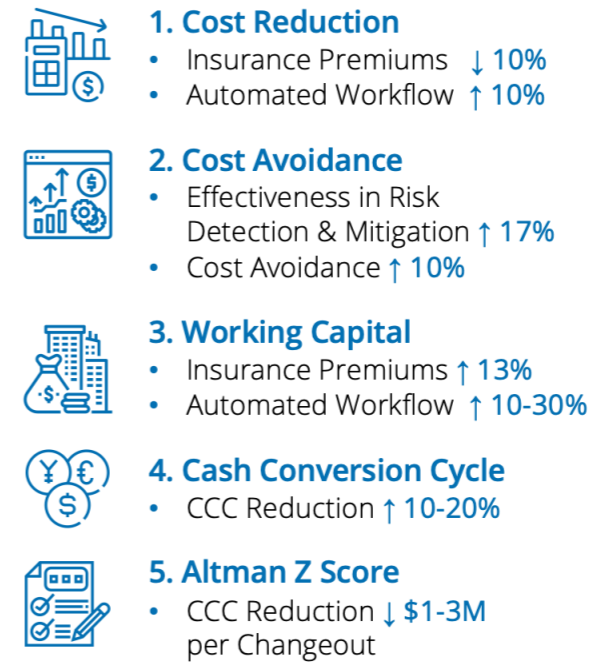 1. Cost Reduction
• Insurance Premiums ↓ 10%
• Automated Workflow ↑ 10%
2. Cost Avoidance
• Effectiveness in Risk
Detection & Mitigation ↑ 17%
• Cost Avoidance ↑ 10%
3. Working Capital
• Insurance Premiums ↑ 13%
• Automated Workflow ↑ 10-30%
4. Cash Conversion Cycle
• CCC Reduction ↑ 10-20%
5. Altman Z Score
• CCC Reduction ↓ $1-3M
per Changeout